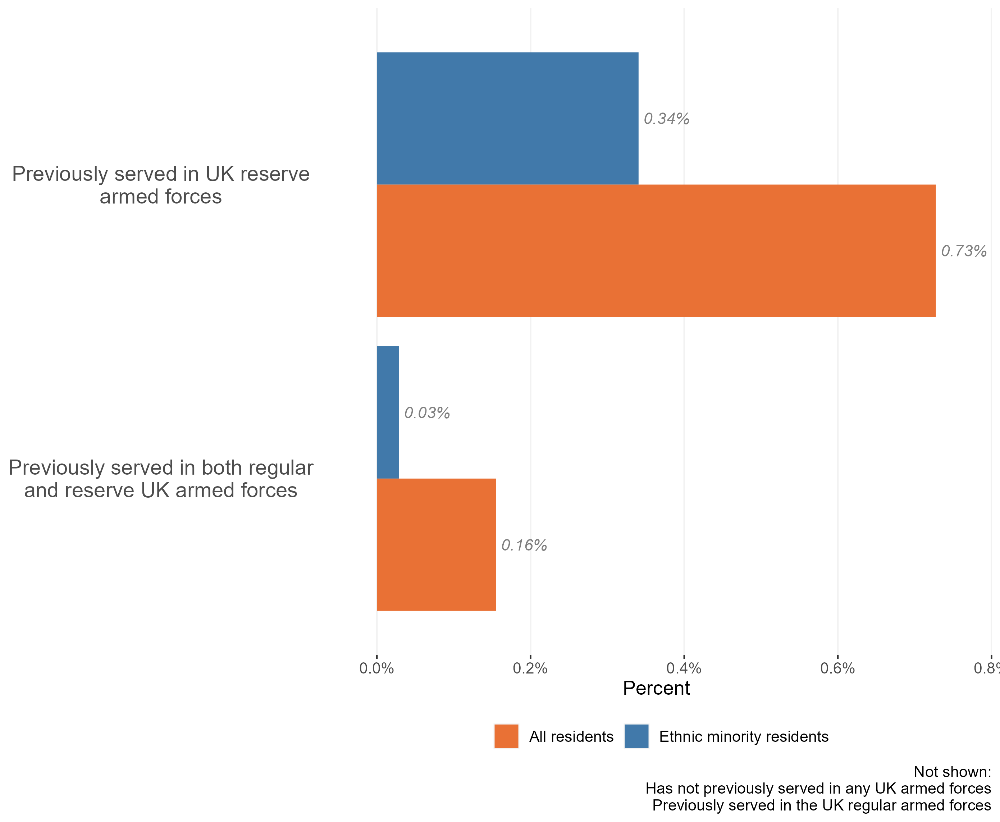 Previously served in UK reserve
armed forces
0.34%
0.73%
Previously served in both regular
and reserve UK armed forces
0.03%
0.16%
0.0% 0.2% 0.4% 0.6% 0.8%
Percent
All residents Ethnic minority residents
Not shown:
Has not previously served in any UK armed forces
Previously served in the UK regular armed forces